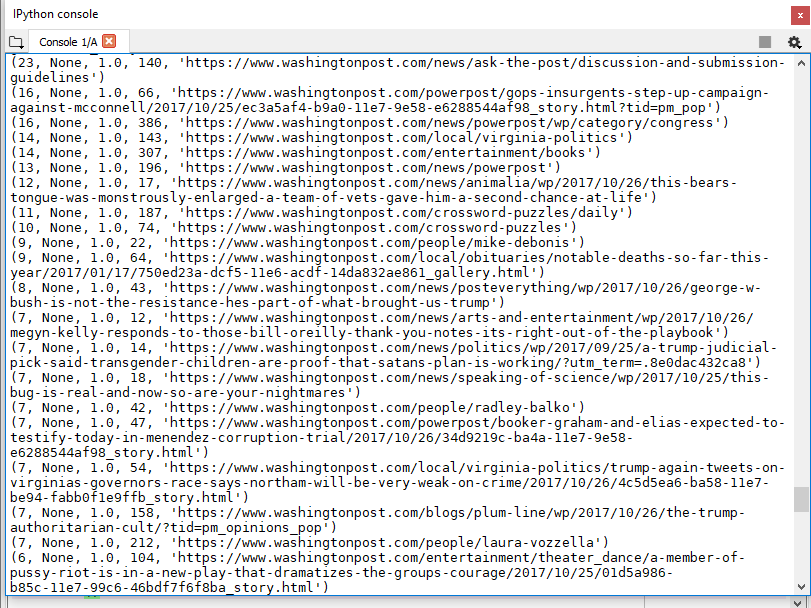 IPython console
Console 1/A
(23, None, 1.0, 140, 'https://www.washingtonpost.com/news/ask-the-post/discussion-and-submission-
guidelines')
(16, None, 1.0, 66, 'https://www.washingtonpost.com/powerpost/gops-insurgents-step-up-campaign-
against-mcconnell/2017/10/25/ec3a5af4-b9a0-11e7-9e58-e6288544af98_story.html?tid=pm_pop')
(16, None, 1.0, 386, 'https://www.washingtonpost.com/news/powerpost/wp/category/congress')
(14, None, 1.0, 143, 'https://www.washingtonpost.com/local/virginia-politics')
(14, None, 1.0, 307, 'https://www.washingtonpost.com/entertainment/books')
(13, None, 1.0, 196, 'https://www.washingtonpost.com/news/powerpost')
(12, None, 1.0, 17, 'https://www.washingtonpost.com/news/animalia/wp/2017/10/26/this-bears-
tongue-was-monstrously-enlarged-a-team-of-vets-gave-him-a-second-chance-at-life')
(11, None, 1.0, 187, 'https://www.washingtonpost.com/crossword-puzzles/daily')
(10, None, 1.0, 74, 'https://www.washingtonpost.com/crossword-puzzles')
(9, None, 1.0, 22, 'https://www.washingtonpost.com/people/mike-debonis')
(9, None, 1.0, 64, 'https://www.washingtonpost.com/local/obituaries/notable-deaths-so-far-this-
year/2017/01/17/750ed23a-dcf5-11e6-acdf-14da832ae861_gallery.html')
(8, None, 1.0, 43, 'https://www.washingtonpost.com/news/posteverything/wp/2017/10/26/george-w-
bush-is-not-the-resistance-hes-part-of-what-brought-us-trump')
(7, None, 1.0, 12, 'https://www.washingtonpost.com/news/arts-and-entertainment/wp/2017/10/26/
megyn-kelly-responds-to-those-bill-oreilly-thank-you-notes-its-right-out-of-the-playbook')
(7, None, 1.0, 14, 'https://www.washingtonpost.com/news/politics/wp/2017/09/25/a-trump-judicial-
pick-said-transgender-children-are-proof-that-satans-plan-is-working/?utm_term=.8e0dac432ca8')
(7, None, 1.0, 18, 'https://www.washingtonpost.com/news/speaking-of-science/wp/2017/10/25/this-
bug-is-real-and-now-so-are-your-nightmares')
(7, None, 1.0, 42, 'https://www.washingtonpost.com/people/radley-balko')
(7, None, 1.0, 47, 'https://www.washingtonpost.com/powerpost/booker-graham-and-elias-expected-to-
testify-today-in-menendez-corruption-trial/2017/10/26/34d9219c-ba4a-11e7-9e58-
e6288544af98_story.html')
(7, None, 1.0, 54, 'https://www.washingtonpost.com/local/virginia-politics/trump-again-tweets-on-
virginias-governors-race-says-northam-will-be-very-weak-on-crime/2017/10/26/4c5d5ea6-ba58-11e7-
be94-fabb0f1e9ffb_story.html')
(7, None, 1.0, 158, 'https://www.washingtonpost.com/blogs/plum-line/wp/2017/10/26/the-trump-
authoritarian-cult/?tid=pm_opinions_pop')
(7, None, 1.0, 212, 'https://www.washingtonpost.com/people/laura-vozzella')
(6, None, 1.0, 104, 'https://www.washingtonpost.com/entertainment/theater_dance/a-member-of-
pussy-riot-is-in-a-new-play-that-dramatizes-the-groups-courage/2017/10/25/01d5a986-
b85c-11e7-99c6-46bdf7f6f8ba_story.html')